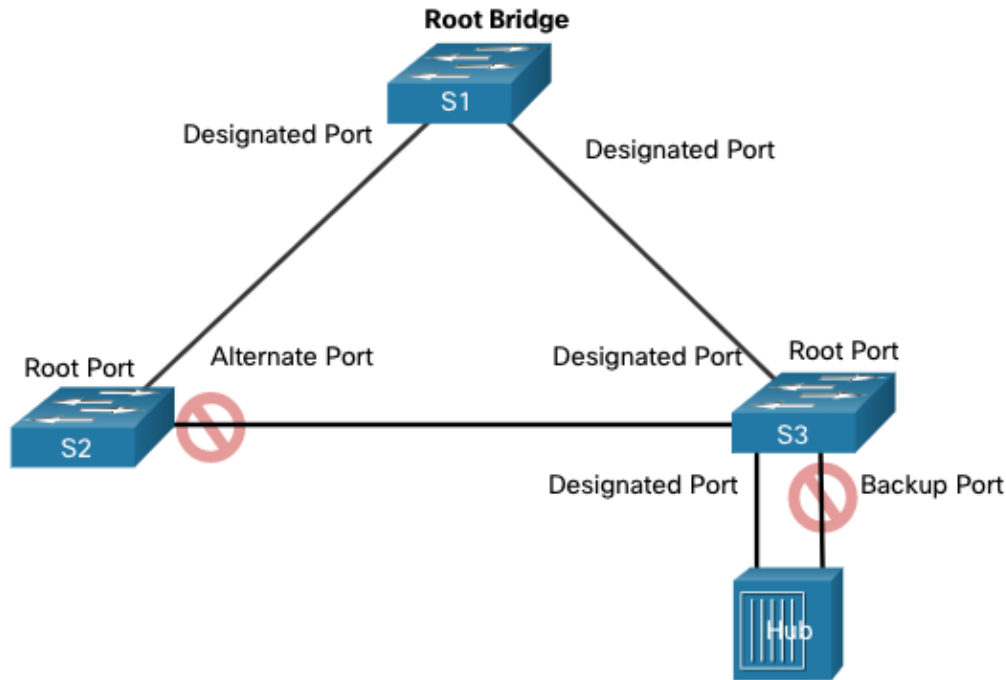 Root Bridge
S1
Designated Port
Designated Port
Root Port
Alternate Port
Designated Port
Root Port
S2
S3
Designated Port
Backup Port
Hub